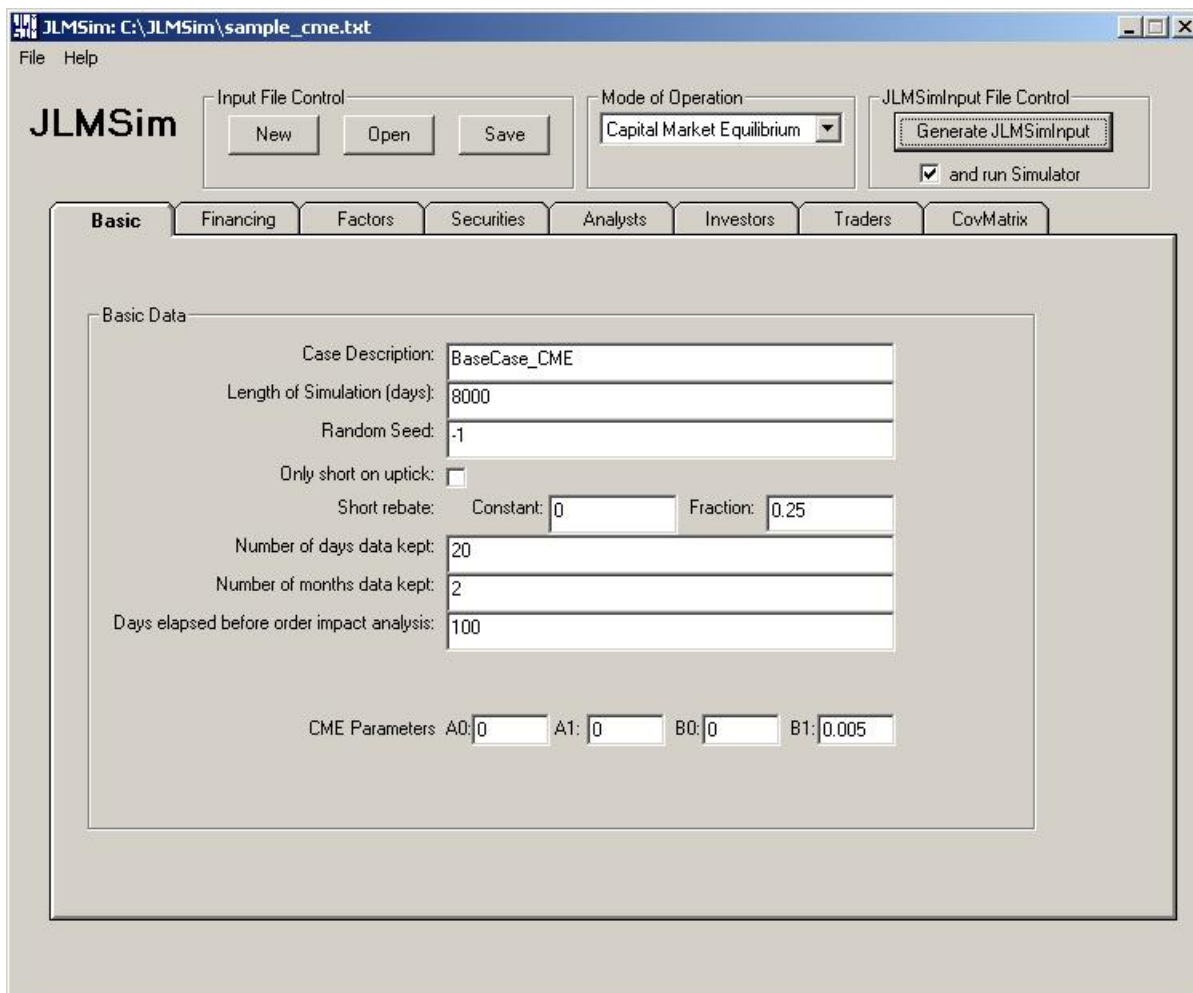 JLMSim: C:\JLMSim\sample_cme.txt
File Help
JLMSim
Input File Control
New Open Save
Mode of Operation
Capital Market Equilibrium
JLMSimInput File Control
Generate JLMSimInput
and run Simulator
Basic Financing Factors Securities Analysts Investors Traders CovMatrix
Basic Data
Case Description: BaseCase_CME
Length of Simulation (days): 8000
Random Seed: -1
Only short on uptick:
Short rebate: Constant: 0 Fraction: 0.25
Number of days data kept: 20
Number of months data kept: 2
Days elapsed before order impact analysis: 100
CME Parameters A0: 0 A1: 0 B0: 0 B1: 0.005